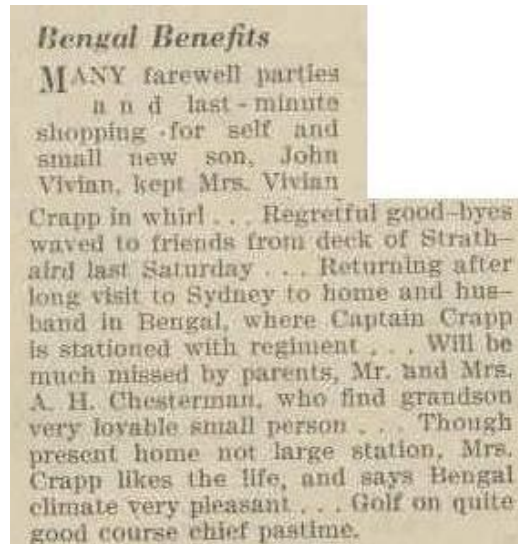 Bengal Benefits
MANY farewell parties
and last-minute
shopping for self and
small new son, John
Vivian, kept Mrs. Vivian
Crapp in whirl . . . Regretful good-byes
waved to friends from deck of Strath-
aird last Saturday . . . Returning after
long visit to Sydney to home and hus-
band in Bengal, where Captain Crapp
is stationed with regiment . . . Will be
much missed by parents, Mr. and Mrs.
A. H. Chesterman, who find grandson
very lovable small person . . . Though
present home not large station, Mrs.
Crapp likes the life, and says Bengal
climate very pleasant . . . Golf on quite
good course chief pastime.